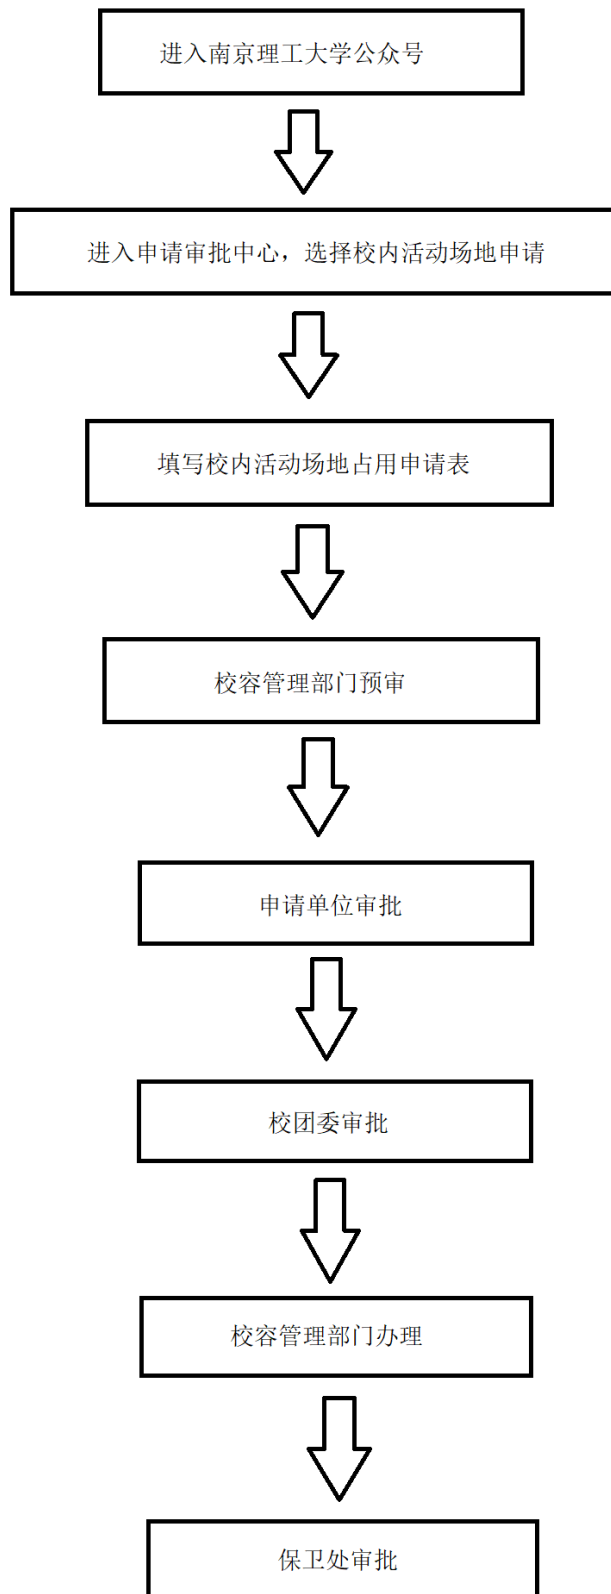 进入南京理工大学公众号
进入申请审批中心，选择校内活动场地申请
填写校内活动场地占用申请表
校容管理部门预审
申请单位审批
校团委审批
校容管理部门办理
保卫处审批